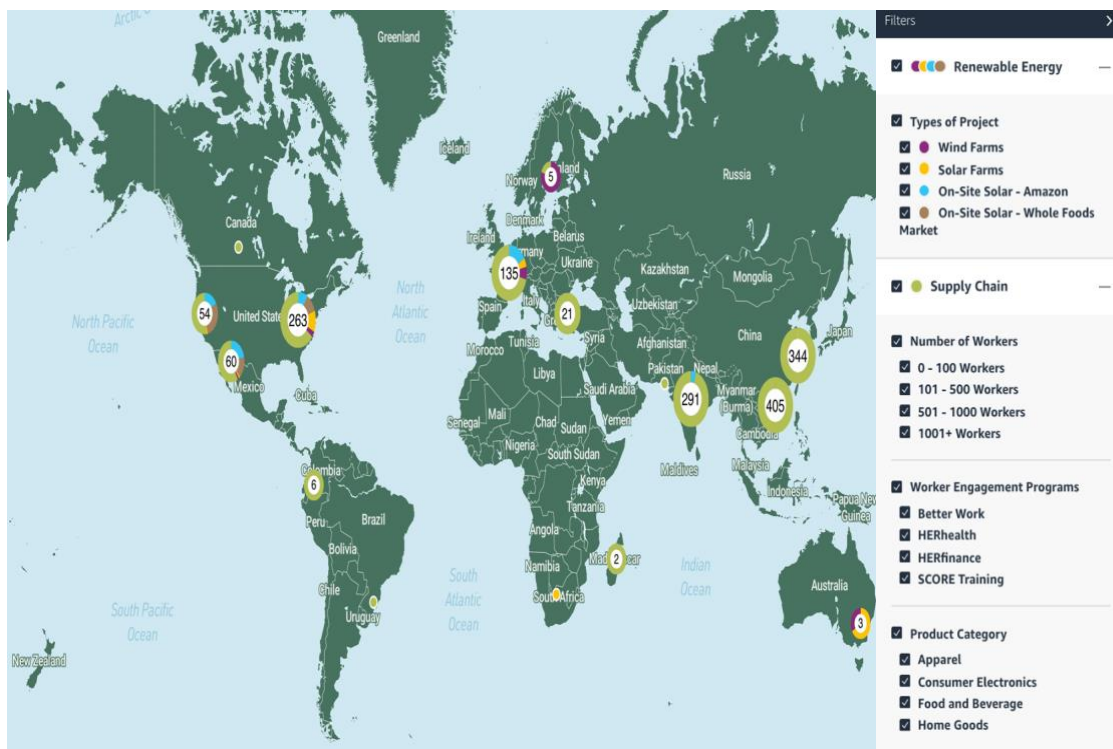 Arctic
Greenland
Iceland
Finland
Norway
Russia
Canada
Denmark
Ireland
Belarus
Germany
Ukraine
Kazakhstan
Mongolia
North Pacific
Ocean
United States
North
Atlantic
Ocean
Spain
Italy
Uzbekistan
Syria
China
Japan
Morocco
Tunisia
Afghanistan
Mexico
Cuba
Libya
Saudi Arabia
Pakistan
Nepal
Myanmar
(Burma)
Senegal
Mali
Chad
Sudan
Yemen
Nigeria
South Sudan
Maldives
Cambodia
Malaysia
Colombia
Kenya
Tanzania
Indonesia
Papua New
Guinea
Peru
Brazil
Angola
Bolivia
Namibia
Madagascar
Indian
Ocean
Chile
South
Atlantic
Ocean
South Africa
Australia
South Pacific
Ocean
Uruguay
New Zealand
5
135
21
54
263
60
344
291
405
6
2
3
Filters
Renewable Energy
Types of Project
Wind Farms
Solar Farms
On-Site Solar - Amazon
On-Site Solar - Whole Foods
Market
Supply Chain
Number of Workers
0 - 100 Workers
101 - 500 Workers
501 - 1000 Workers
1001+ Workers
Worker Engagement Programs
Better Work
HERhealth
HERfinance
SCORE Training
Product Category
Apparel
Consumer Electronics
Food and Beverage
Home Goods